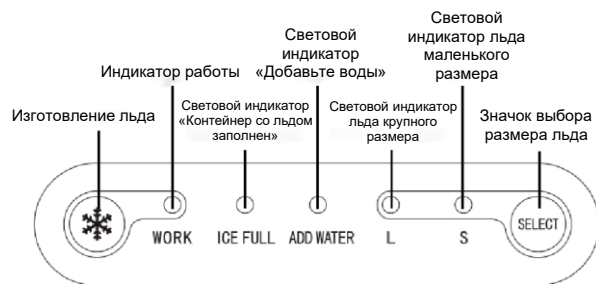 Световой
индикатор льда
маленького
размера
Световой
индикатор
«Добавьте воды»
Индикатор работы
Изготовление льда
Световой индикатор
«Контейнер со льдом
заполнен»
Световой индикатор
льда крупного
размера
Значок выбора
размера льда
WORK
ICE FULL
ADD WATER
L
S
SELECT